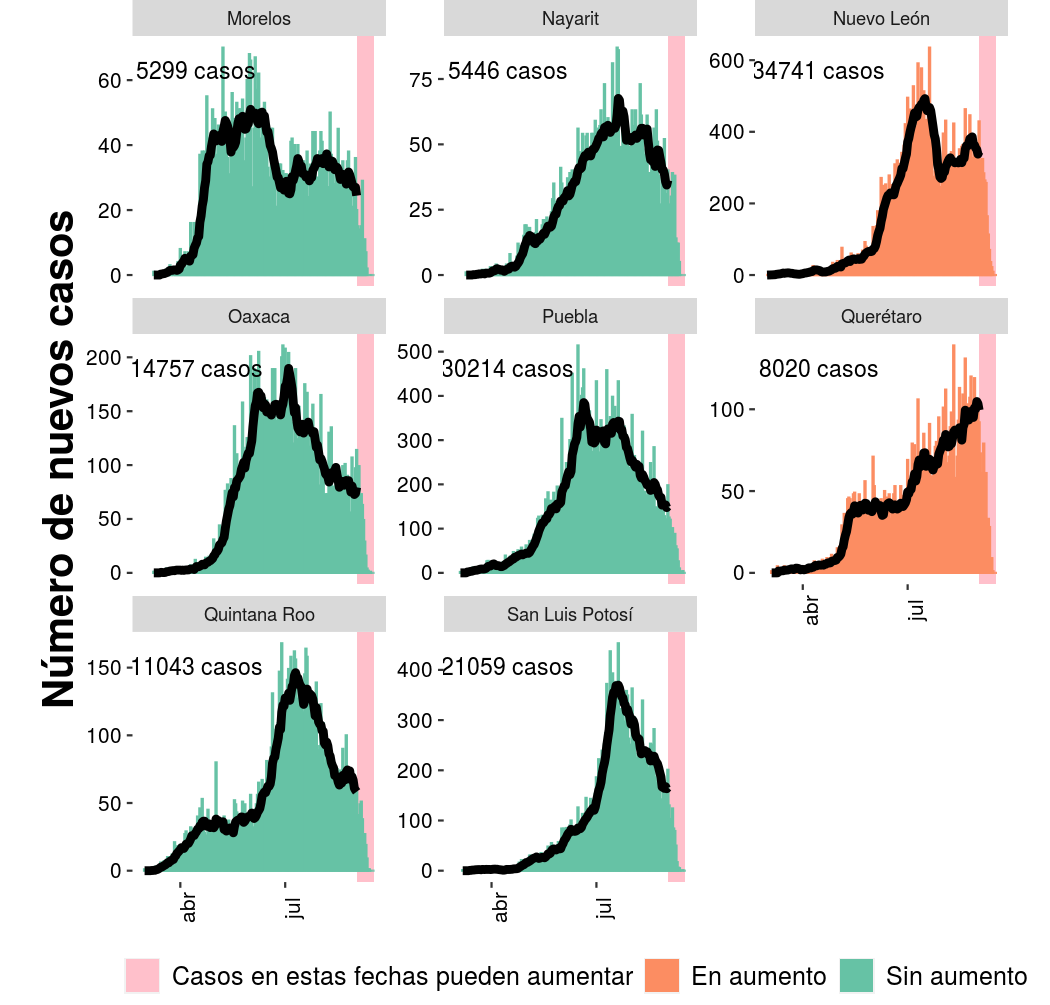 Número de nuevos casos
Morelos
5299 casos
60
40
20
0
Nayarit
5446 casos
75
50
25
0
Nuevo León
34741 casos
600
400
200
0
Oaxaca
14757 casos
200
150
100
50
0
Puebla
30214 casos
500
400
300
200
100
0
Querétaro
8020 casos
100
50
0
abr
jul
Quintana Roo
11043 casos
150
100
50
0
abr
jul
San Luis Potosí
21059 casos
400
300
200
100
0
abr
jul
Casos en estas fechas pueden aumentar
En aumento
Sin aumento